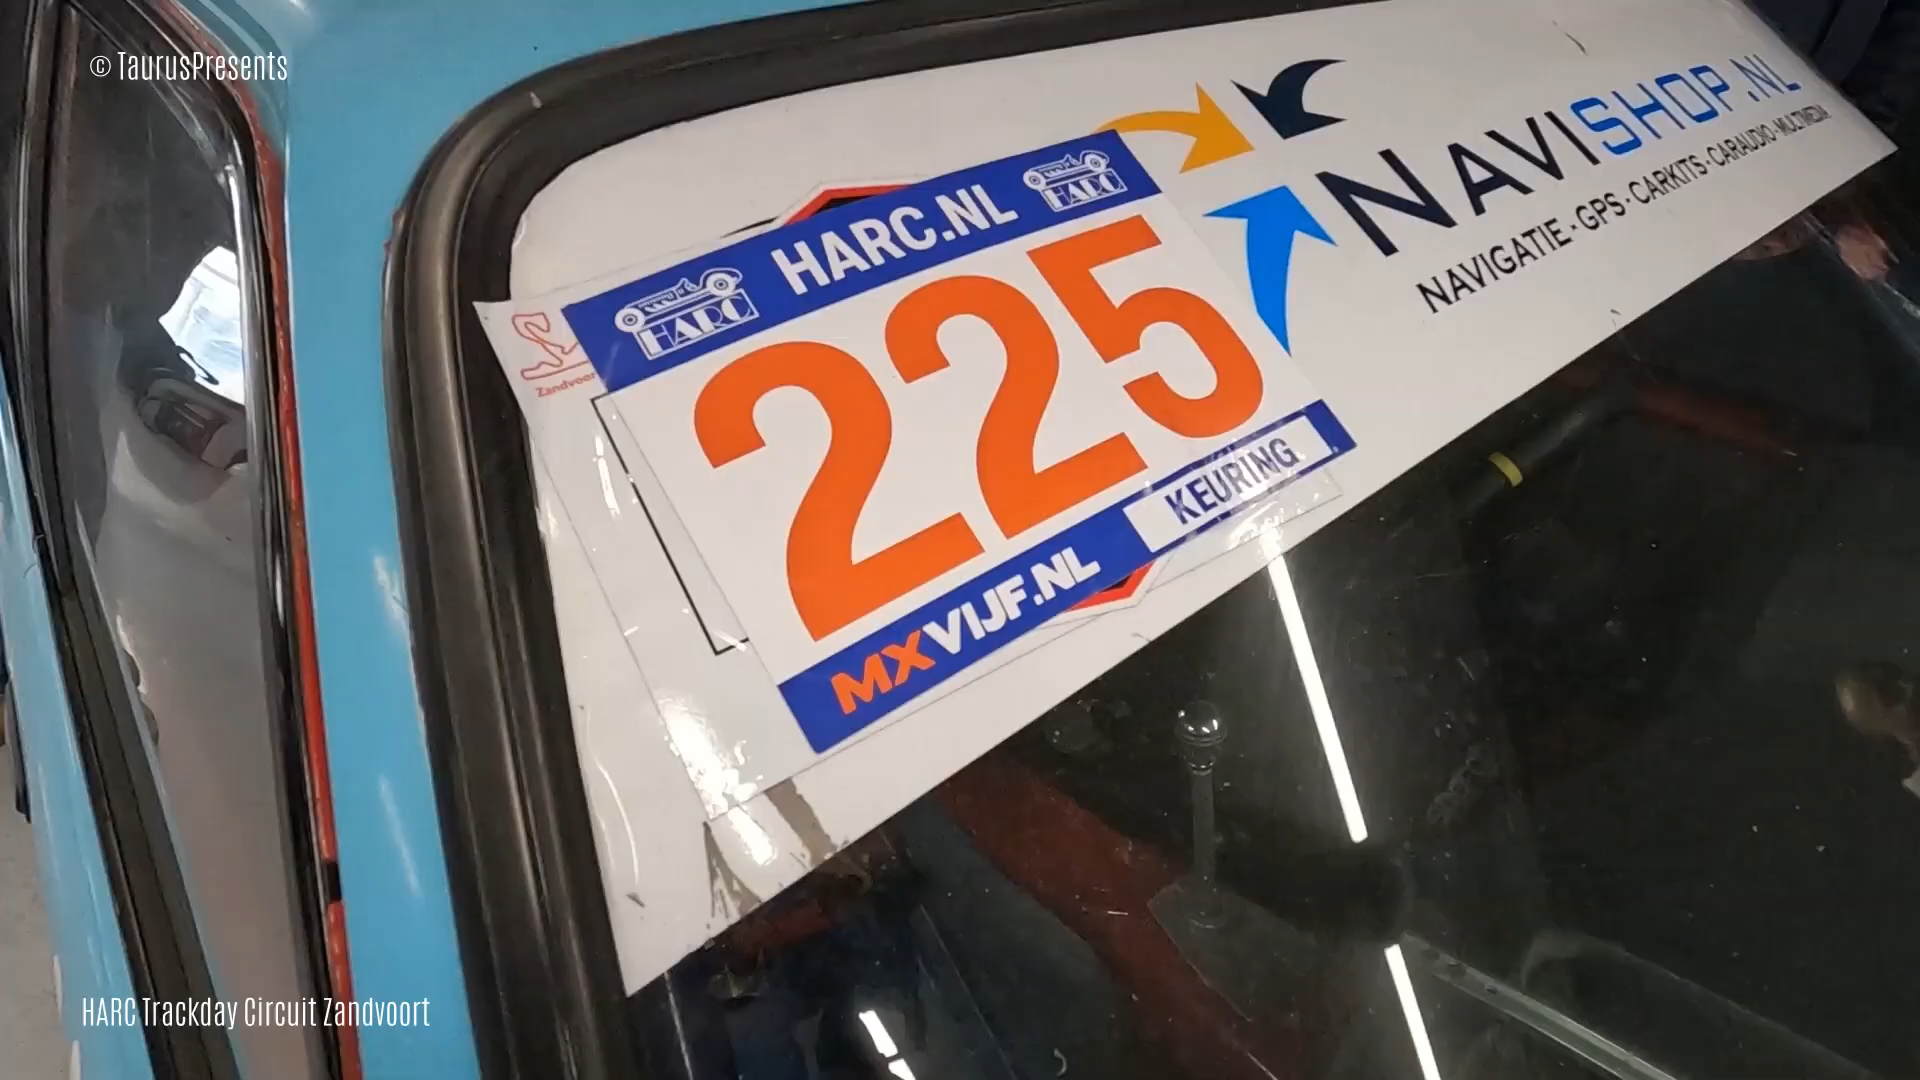 © TaurusPresents
NAVISHOP.NL
NAVIGATIE · GPS · CARKITS · CARAUDIO · MULTIMEDIA
HARC.NL
HARC
HARC
Zandvoor
225
KEURING
MXVIJF.NL
HARC Trackday Circuit Zandvoort